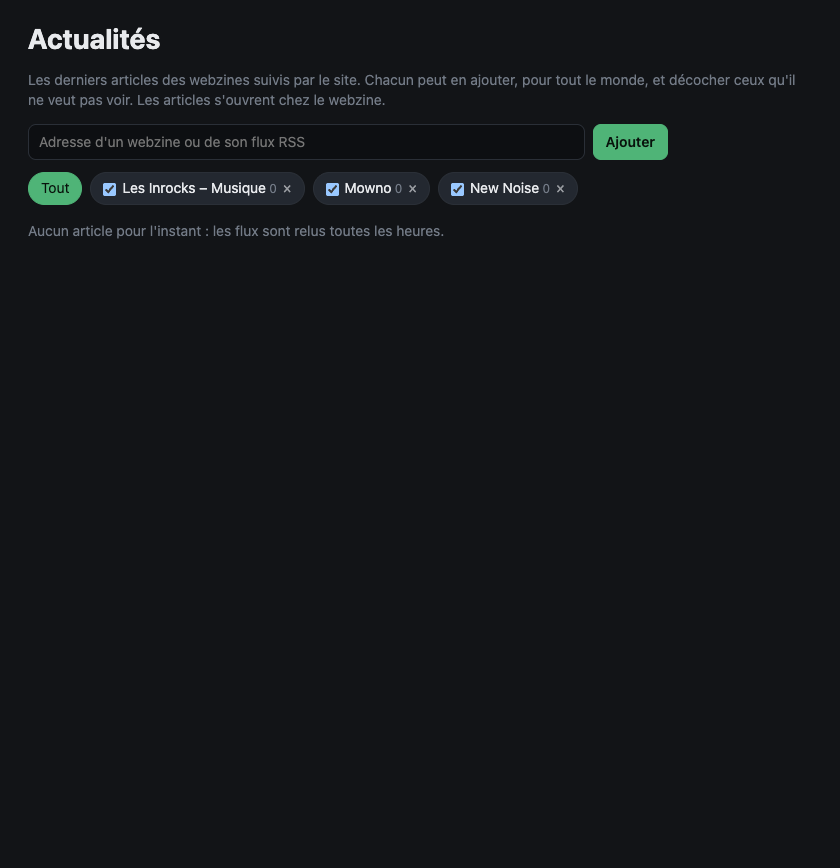 Actualités
Les derniers articles des webzines suivis par le site. Chacun peut en ajouter, pour tout le monde, et décocher ceux qu'il
ne veut pas voir. Les articles s'ouvrent chez le webzine.
Adresse d'un webzine ou de son flux RSS
Ajouter
Tout Les Inrocks – Musique 0 × Mowno 0 × New Noise 0 ×
Aucun article pour l'instant : les flux sont relus toutes les heures.